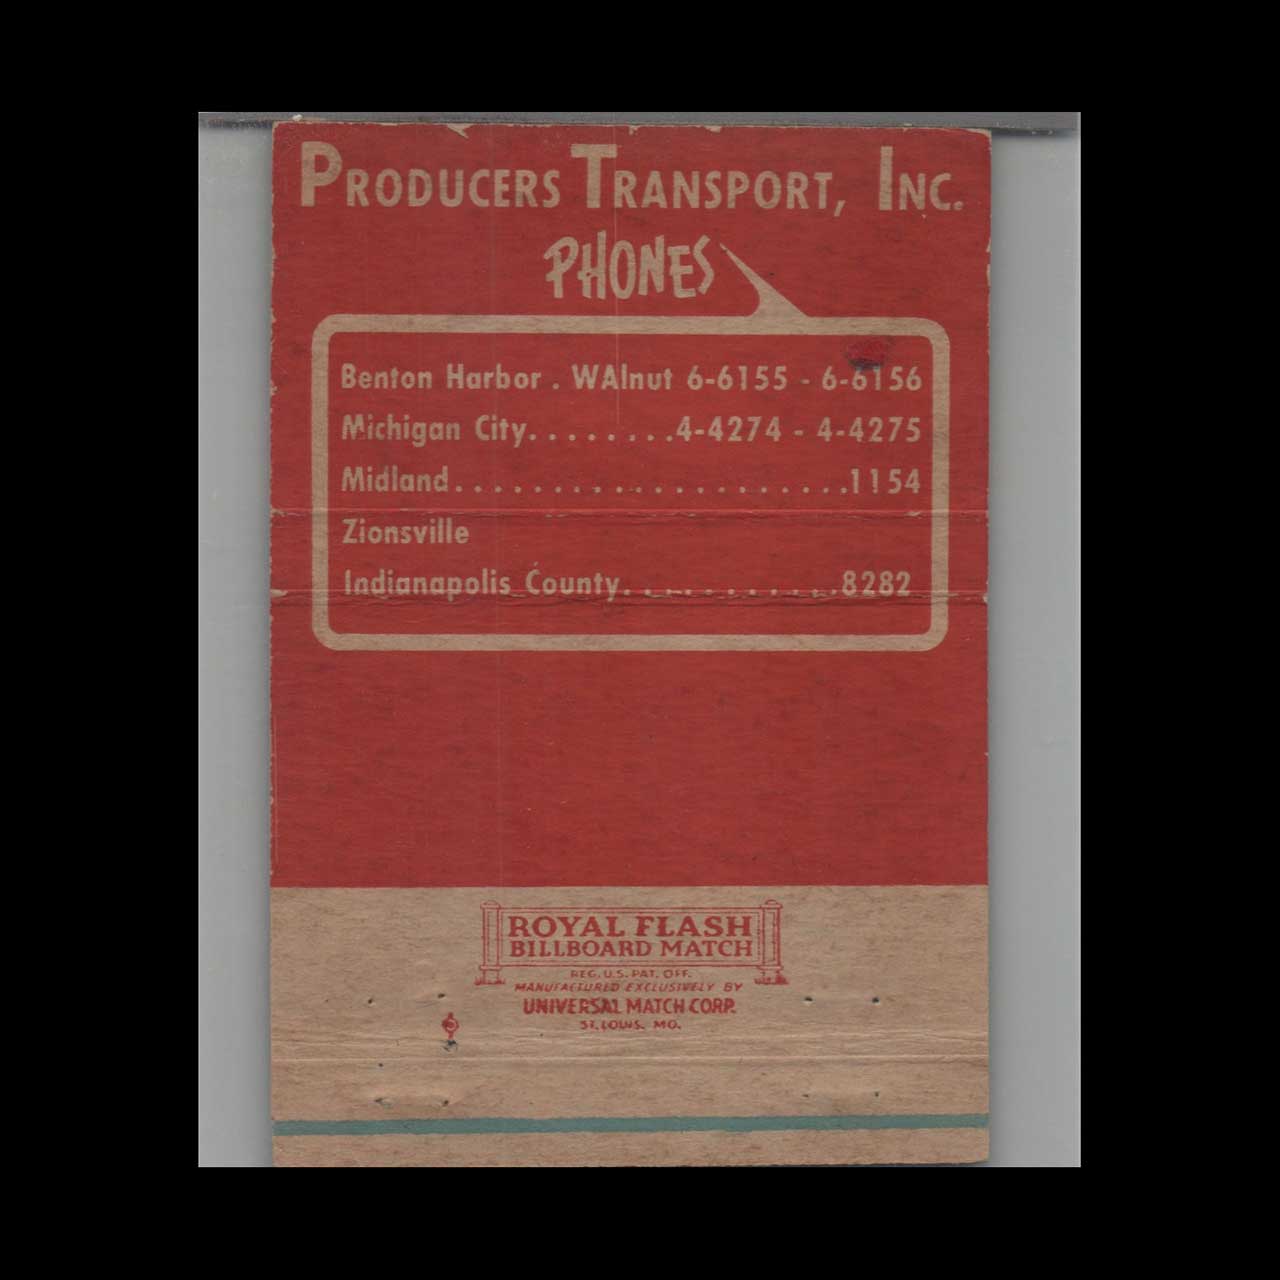 PRODUCERS TRANSPORT, INC.
PHONES
Benton Harbor . WAlnut 6-6155 - 6-6156
Michigan City........4-4274 - 4-4275
Midland.......................1154
Zionsville
Indianapolis County............8282
ROYAL FLASH
BILLBOARD MATCH
REG. U.S. PAT. OFF.
MANUFACTURED EXCLUSIVELY BY
UNIVERSAL MATCH CORP.
ST. LOUIS, MO.